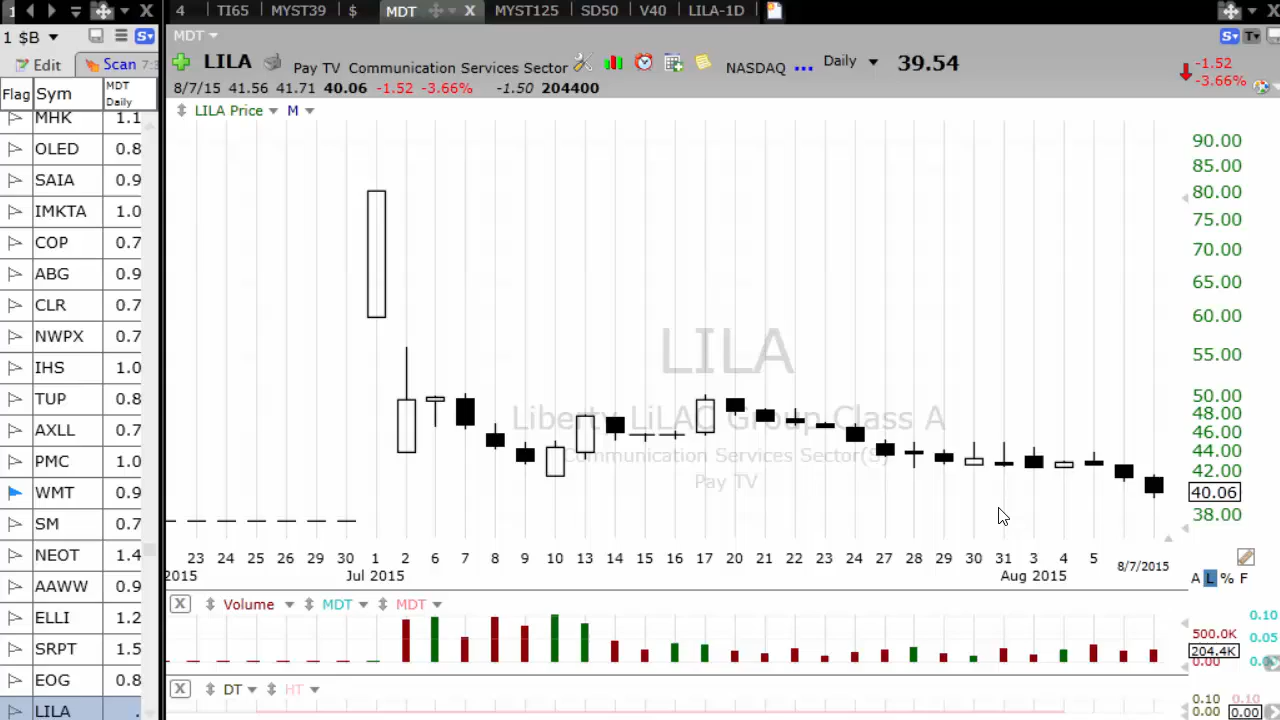 4 TI65 MYST39 $ MDT X MYST125 SD50 V40 LILA-1D
1 $B
MDT
Edit Scan
LILA Pay TV Communication Services Sector NASDAQ ... Daily 39.54
-1.52
-3.66%
8/7/15 41.56 41.71 40.06 -1.52 -3.66% -1.50 204400
Flag Sym MDT Daily
LILA Price M
MHK 1.1
OLED 0.8
SAIA 0.9
IMKTA 1.0
COP 0.7
ABG 0.9
CLR 0.7
NWPX 0.7
IHS 1.0
TUP 0.8
AXLL 0.7
PMC 1.0
WMT 0.9
SM 0.7
NEOT 1.4
AAWW 0.9
ELLI 1.2
SRPT 1.5
EOG 0.8
LILA .
LILA
Liberty LiLAC Group Class A
Communication Services Sector(S)
Pay TV
90.00
85.00
80.00
75.00
70.00
65.00
60.00
55.00
50.00
48.00
46.00
44.00
42.00
40.06
38.00
23 24 25 26 29 30 1 2 6 7 8 9 10 13 14 15 16 17 20 21 22 23 24 27 28 29 30 31 3 4 5 8/7/2015
2015 Jul 2015 Aug 2015
A L % F
X Volume MDT MDT
0.10
500.0K 0.05
204.4K
0.00
X DT HT
0.10 0.10
0.00 0.00